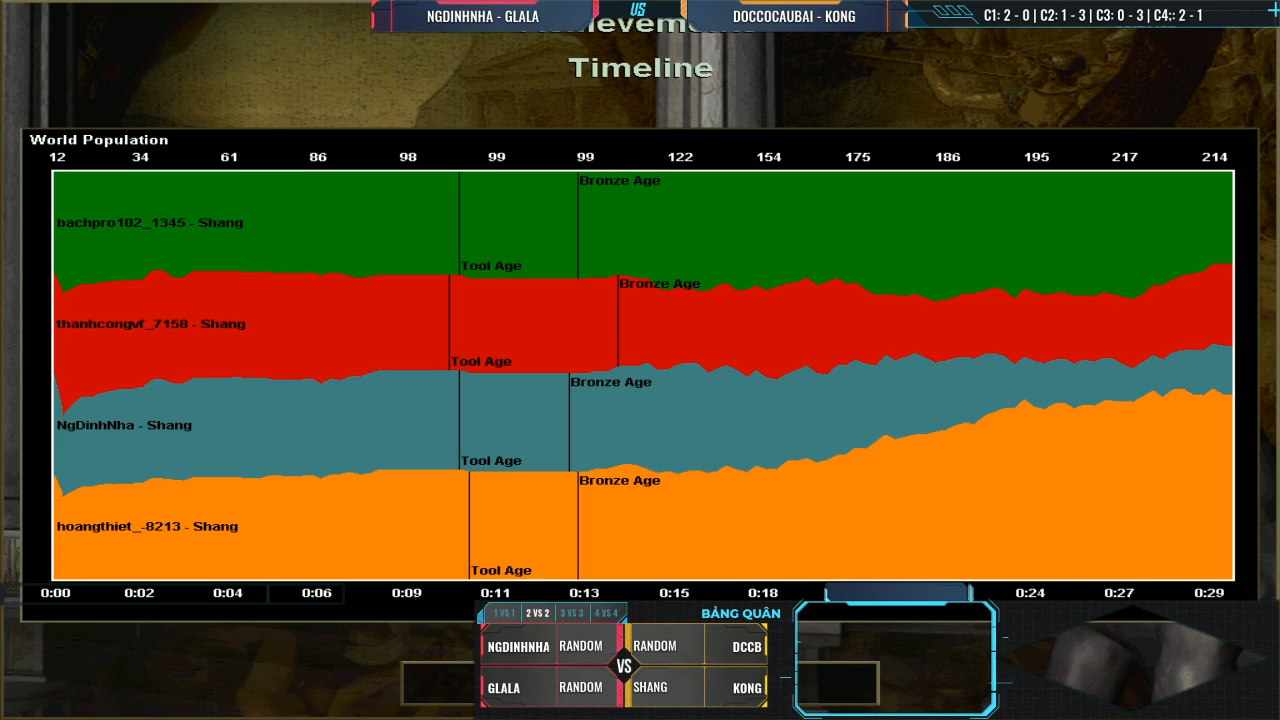 NGDINHNHA - GLALA
US
DOCCOCAUBAI - KONG
C1: 2 - 0 | C2: 1 - 3 | C3: 0 - 3 | C4;: 2 - 1
Timeline
World Population
12 34 61 86 98 99 99 122 154 175 186 195 217 214
Bronze Age
bachpro102_1345 - Shang
Tool Age
Bronze Age
thanhcongvf_7158 - Shang
Tool Age
Bronze Age
NgDinhNha - Shang
Tool Age
Bronze Age
hoangthiet_-8213 - Shang
Tool Age
0:00 0:02 0:04 0:06 0:09 0:11 0:13 0:15 0:18 0:24 0:27 0:29
1 VS 1 2 VS 2 3 VS 3 4 VS 4 BẢNG QUÂN
NGDINHNHA RANDOM RANDOM DCCB
VS
GLALA RANDOM SHANG KONG